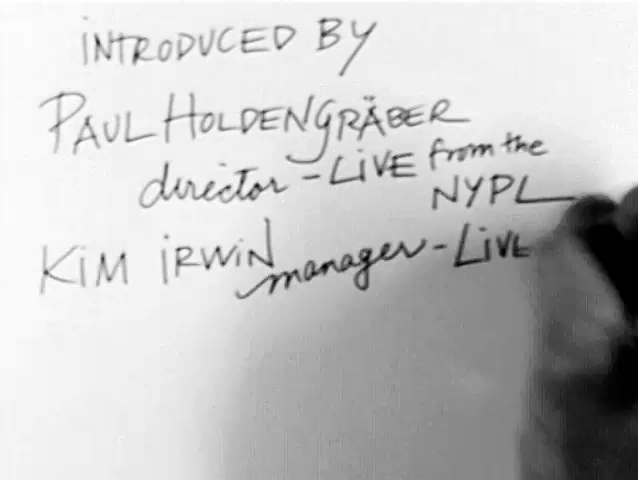 iNTRODUCED BY
PAUL HOLDENGRÄBER
director - LiVE from the
NYPL
KiM iRWiN manager - LiVE